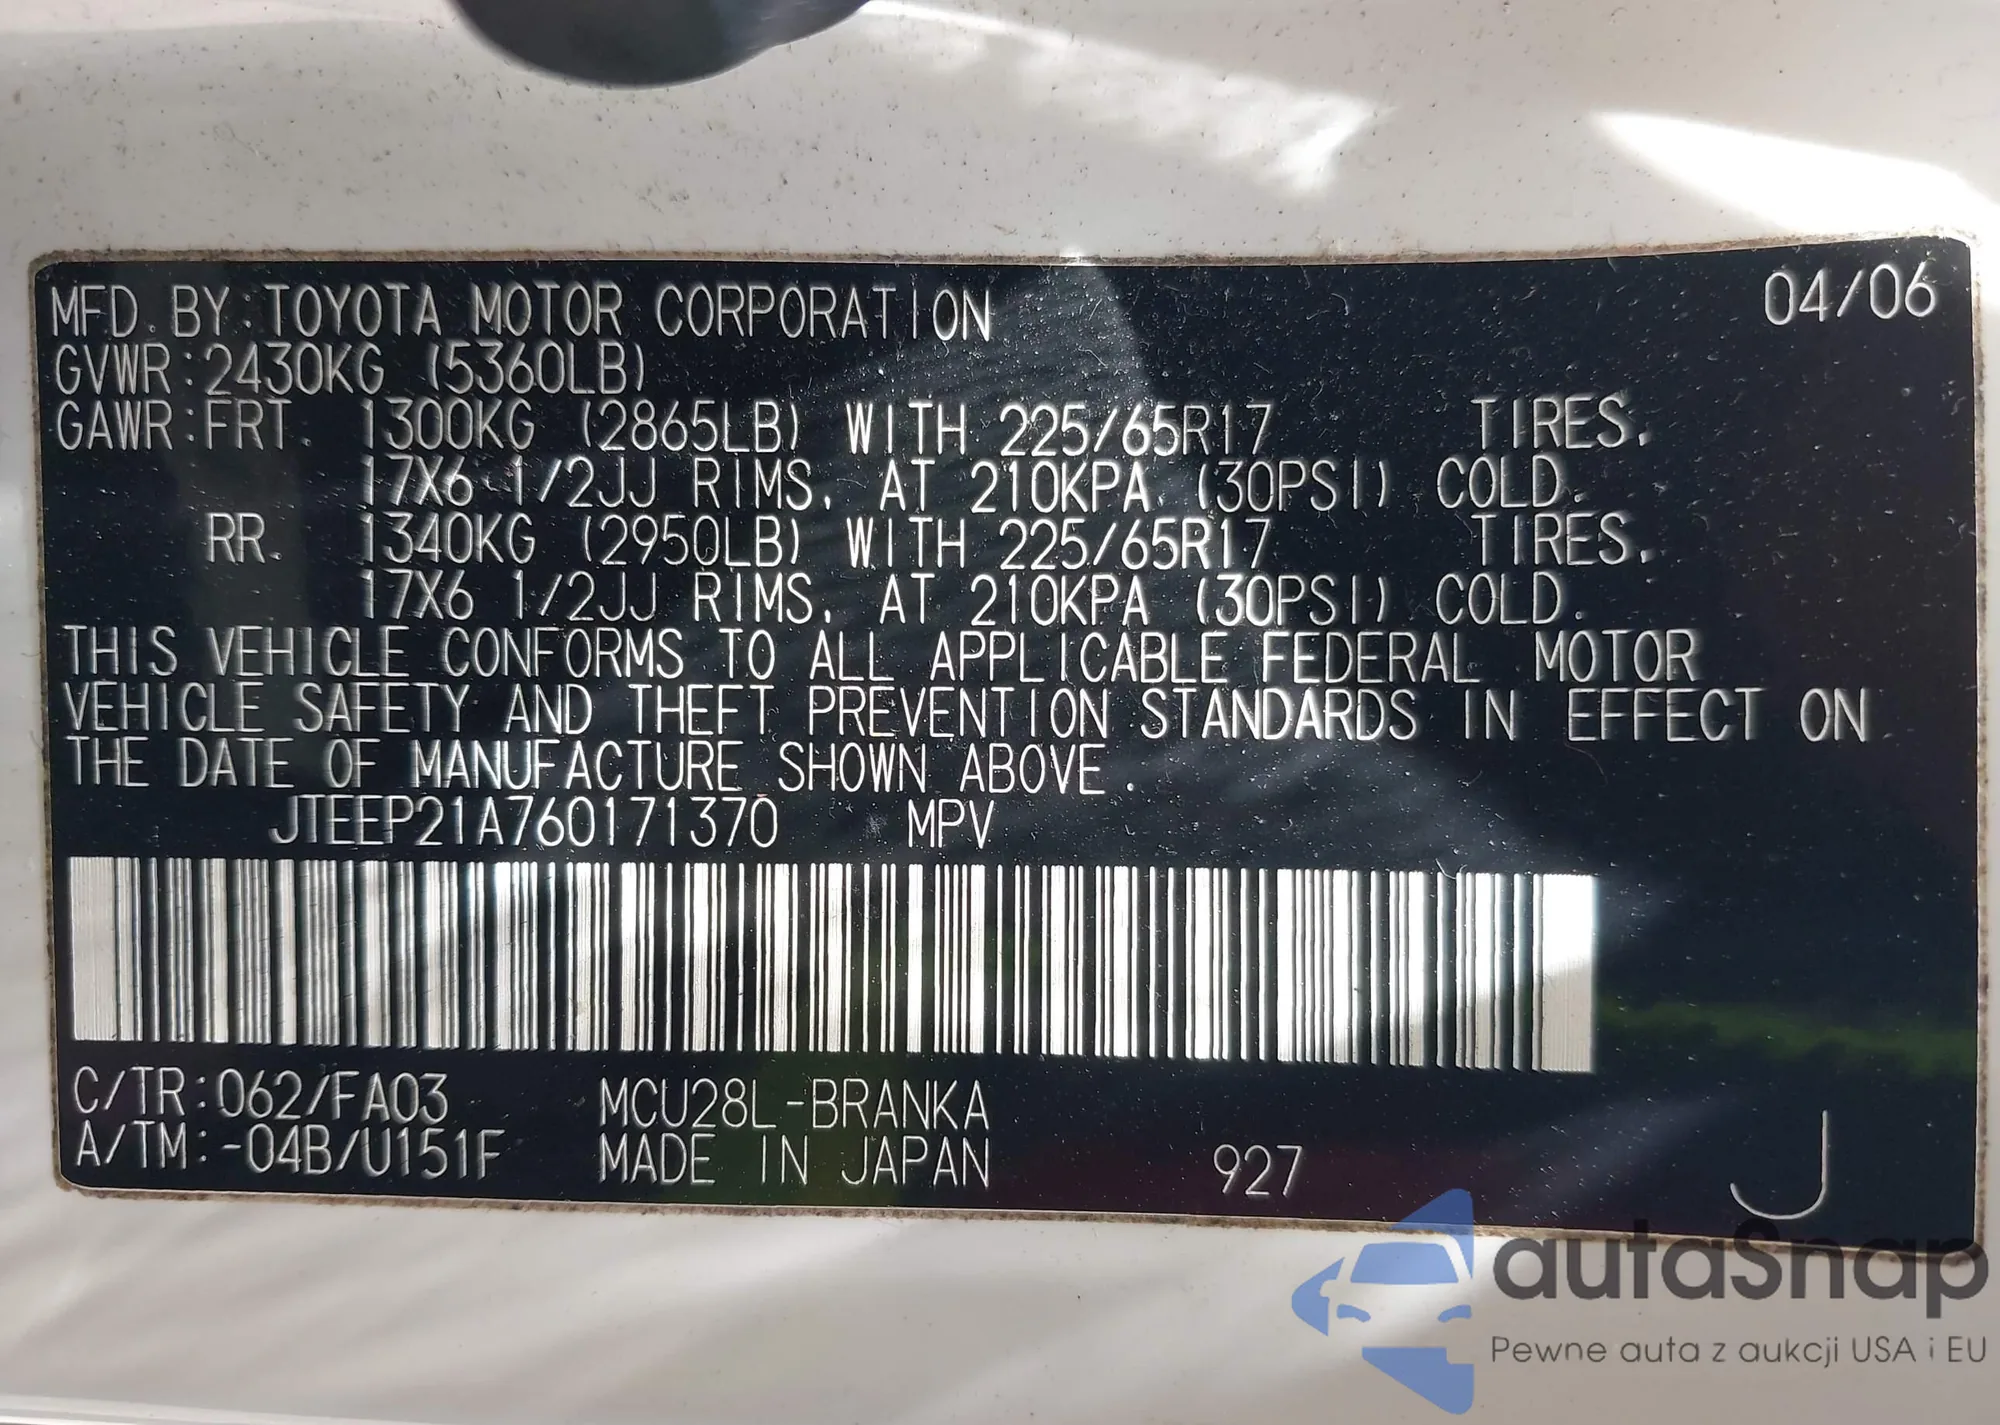 MFD. BY: TOYOTA MOTOR CORPORATION 04/06
GVWR: 2430KG (5360LB)
GAWR: FRT. 1300KG (2865LB) WITH 225/65R17 TIRES,
17X6 1/2JJ RIMS, AT 210KPA (30PSI) COLD.
RR. 1340KG (2950LB) WITH 225/65R17 TIRES,
17X6 1/2JJ RIMS, AT 210KPA (30PSI) COLD.
THIS VEHICLE CONFORMS TO ALL APPLICABLE FEDERAL MOTOR
VEHICLE SAFETY AND THEFT PREVENTION STANDARDS IN EFFECT ON
THE DATE OF MANUFACTURE SHOWN ABOVE.
JTEEP21A760171370 MPV
C/TR: 062/FA03 MCU28L-BRANKA
A/TM: -04B/U151F MADE IN JAPAN 927 J
autaSnap
Pewne auta z aukcji USA i EU